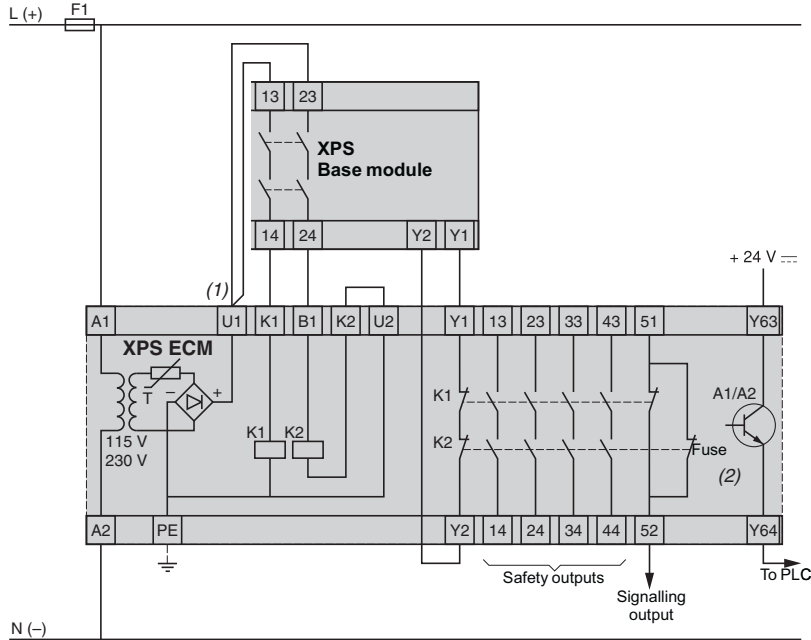 L (+)
F1
13 23
XPS
Base module
14 24 Y2 Y1
+ 24 V
(1)
A1 U1 K1 B1 K2 U2 Y1 13 23 33 43 51 Y63
XPS ECM
T
– +
115 V
230 V
K1 K2
K1
K2
A1/A2
Fuse
(2)
A2 PE Y2 14 24 34 44 52 Y64
Safety outputs
To PLC
Signalling
output
N (–)